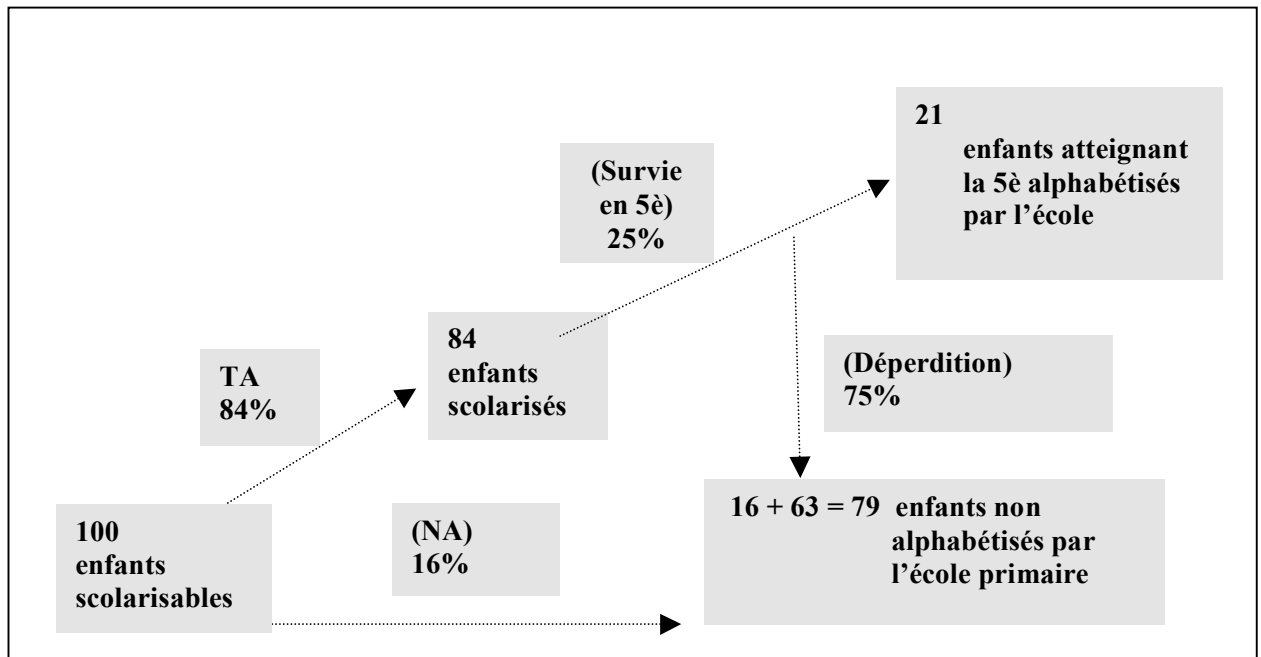 21
enfants atteignant
la 5è alphabétisés
par l’école
(Survie
en 5è)
25%
84
enfants
scolarisés
(Déperdition)
75%
TA
84%
16 + 63 = 79 enfants non
alphabétisés par
l’école primaire
(NA)
16%
100
enfants
scolarisables